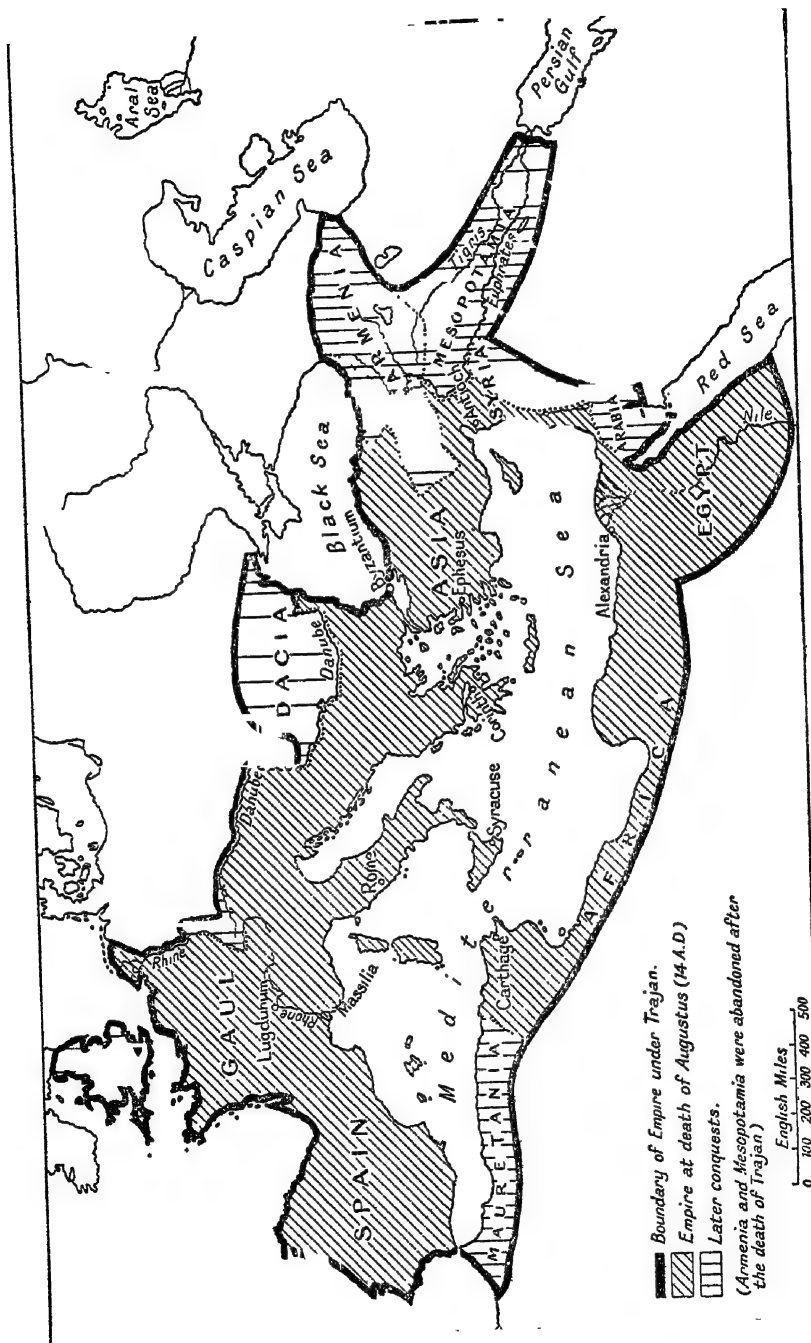 Aral
Sea
Caspian Sea
Persian
Gulf
Black Sea
ARMENIA
Tigris
MESOPOTAMIA
Euphrates
Antioch
SYRIA
ARABIA
Red Sea
Nile
EGYPT
Alexandria
Byzantum
ASIA
Ephesus
DACIA
Danube
Danube
Corinth
Syracuse
Rome
Mediterranean Sea
AFRICA
Carthage
MAURETANIA
Rhine
GAUL
Lugdunum
Rhone
Massilia
SPAIN
Boundary of Empire under Trajan.
Empire at death of Augustus (14.A.D)
Later conquests.
(Armenia and Mesopotamia were abandoned after
the death of Trajan)
English Miles
0 100 200 300 400 500